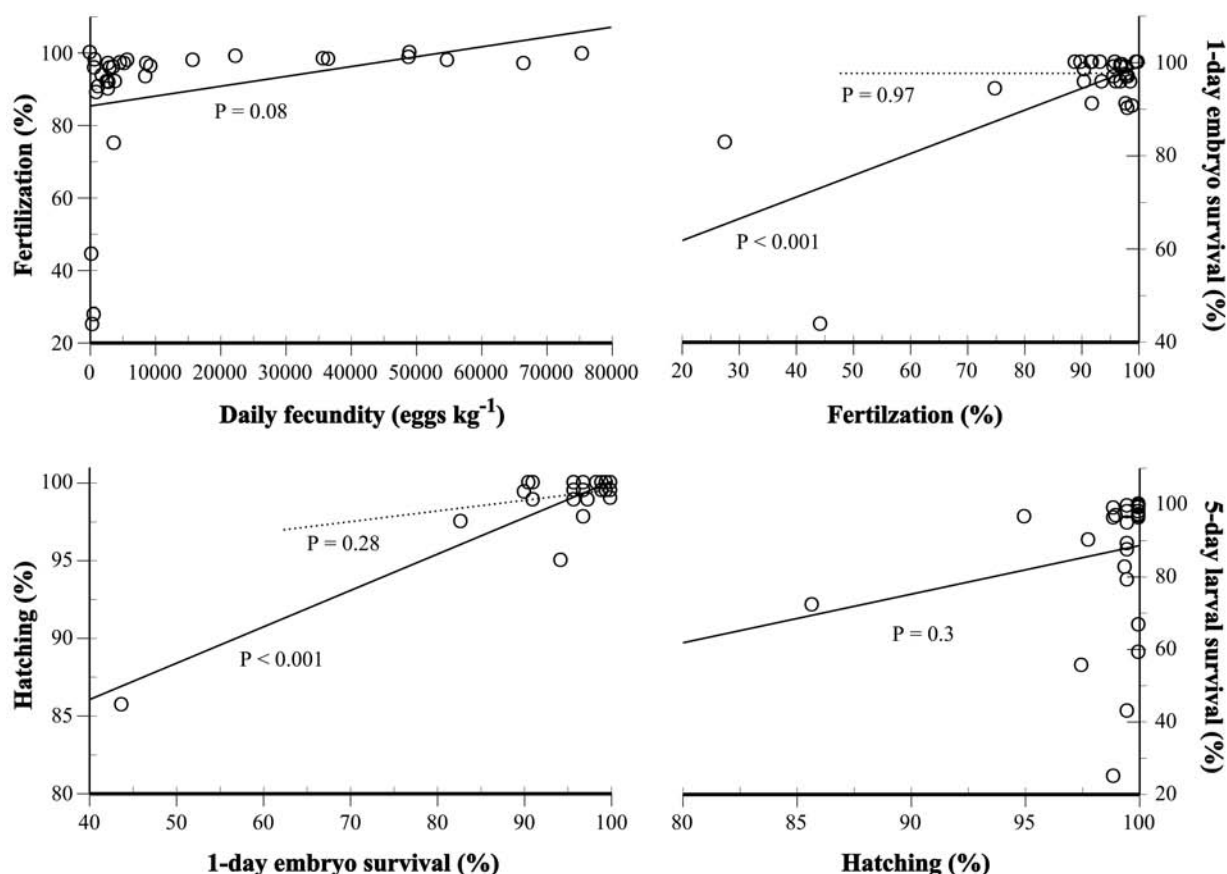 100
80
60
40
20
Fertilization (%)
P = 0.08
0 10000 20000 30000 40000 50000 60000 70000 80000
Daily fecundity (eggs kg⁻¹)
100
80
60
40
1-day embryo survival (%)
P = 0.97
P < 0.001
20 30 40 50 60 70 80 90 100
Fertilzation (%)
100
95
90
85
80
Hatching (%)
P = 0.28
P < 0.001
40 50 60 70 80 90 100
1-day embryo survival (%)
100
80
60
40
20
5-day larval survival (%)
P = 0.3
80 85 90 95 100
Hatching (%)